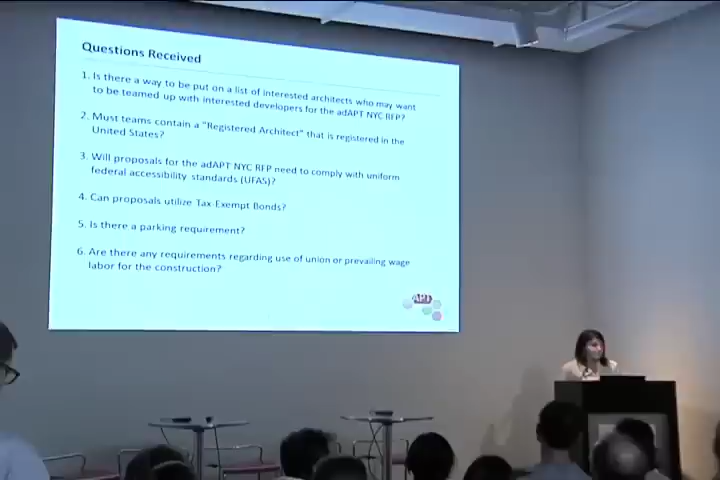 Questions Received
1. Is there a way to be put on a list of interested architects who may want
to be teamed up with interested developers for the adAPT NYC RFP?
2. Must teams contain a "Registered Architect" that is registered in the
United States?
3. Will proposals for the adAPT NYC RFP need to comply with uniform
federal accessibility standards (UFAS)?
4. Can proposals utilize Tax-Exempt Bonds?
5. Is there a parking requirement?
6. Are there any requirements regarding use of union or prevailing wage
labor for the construction?
APT